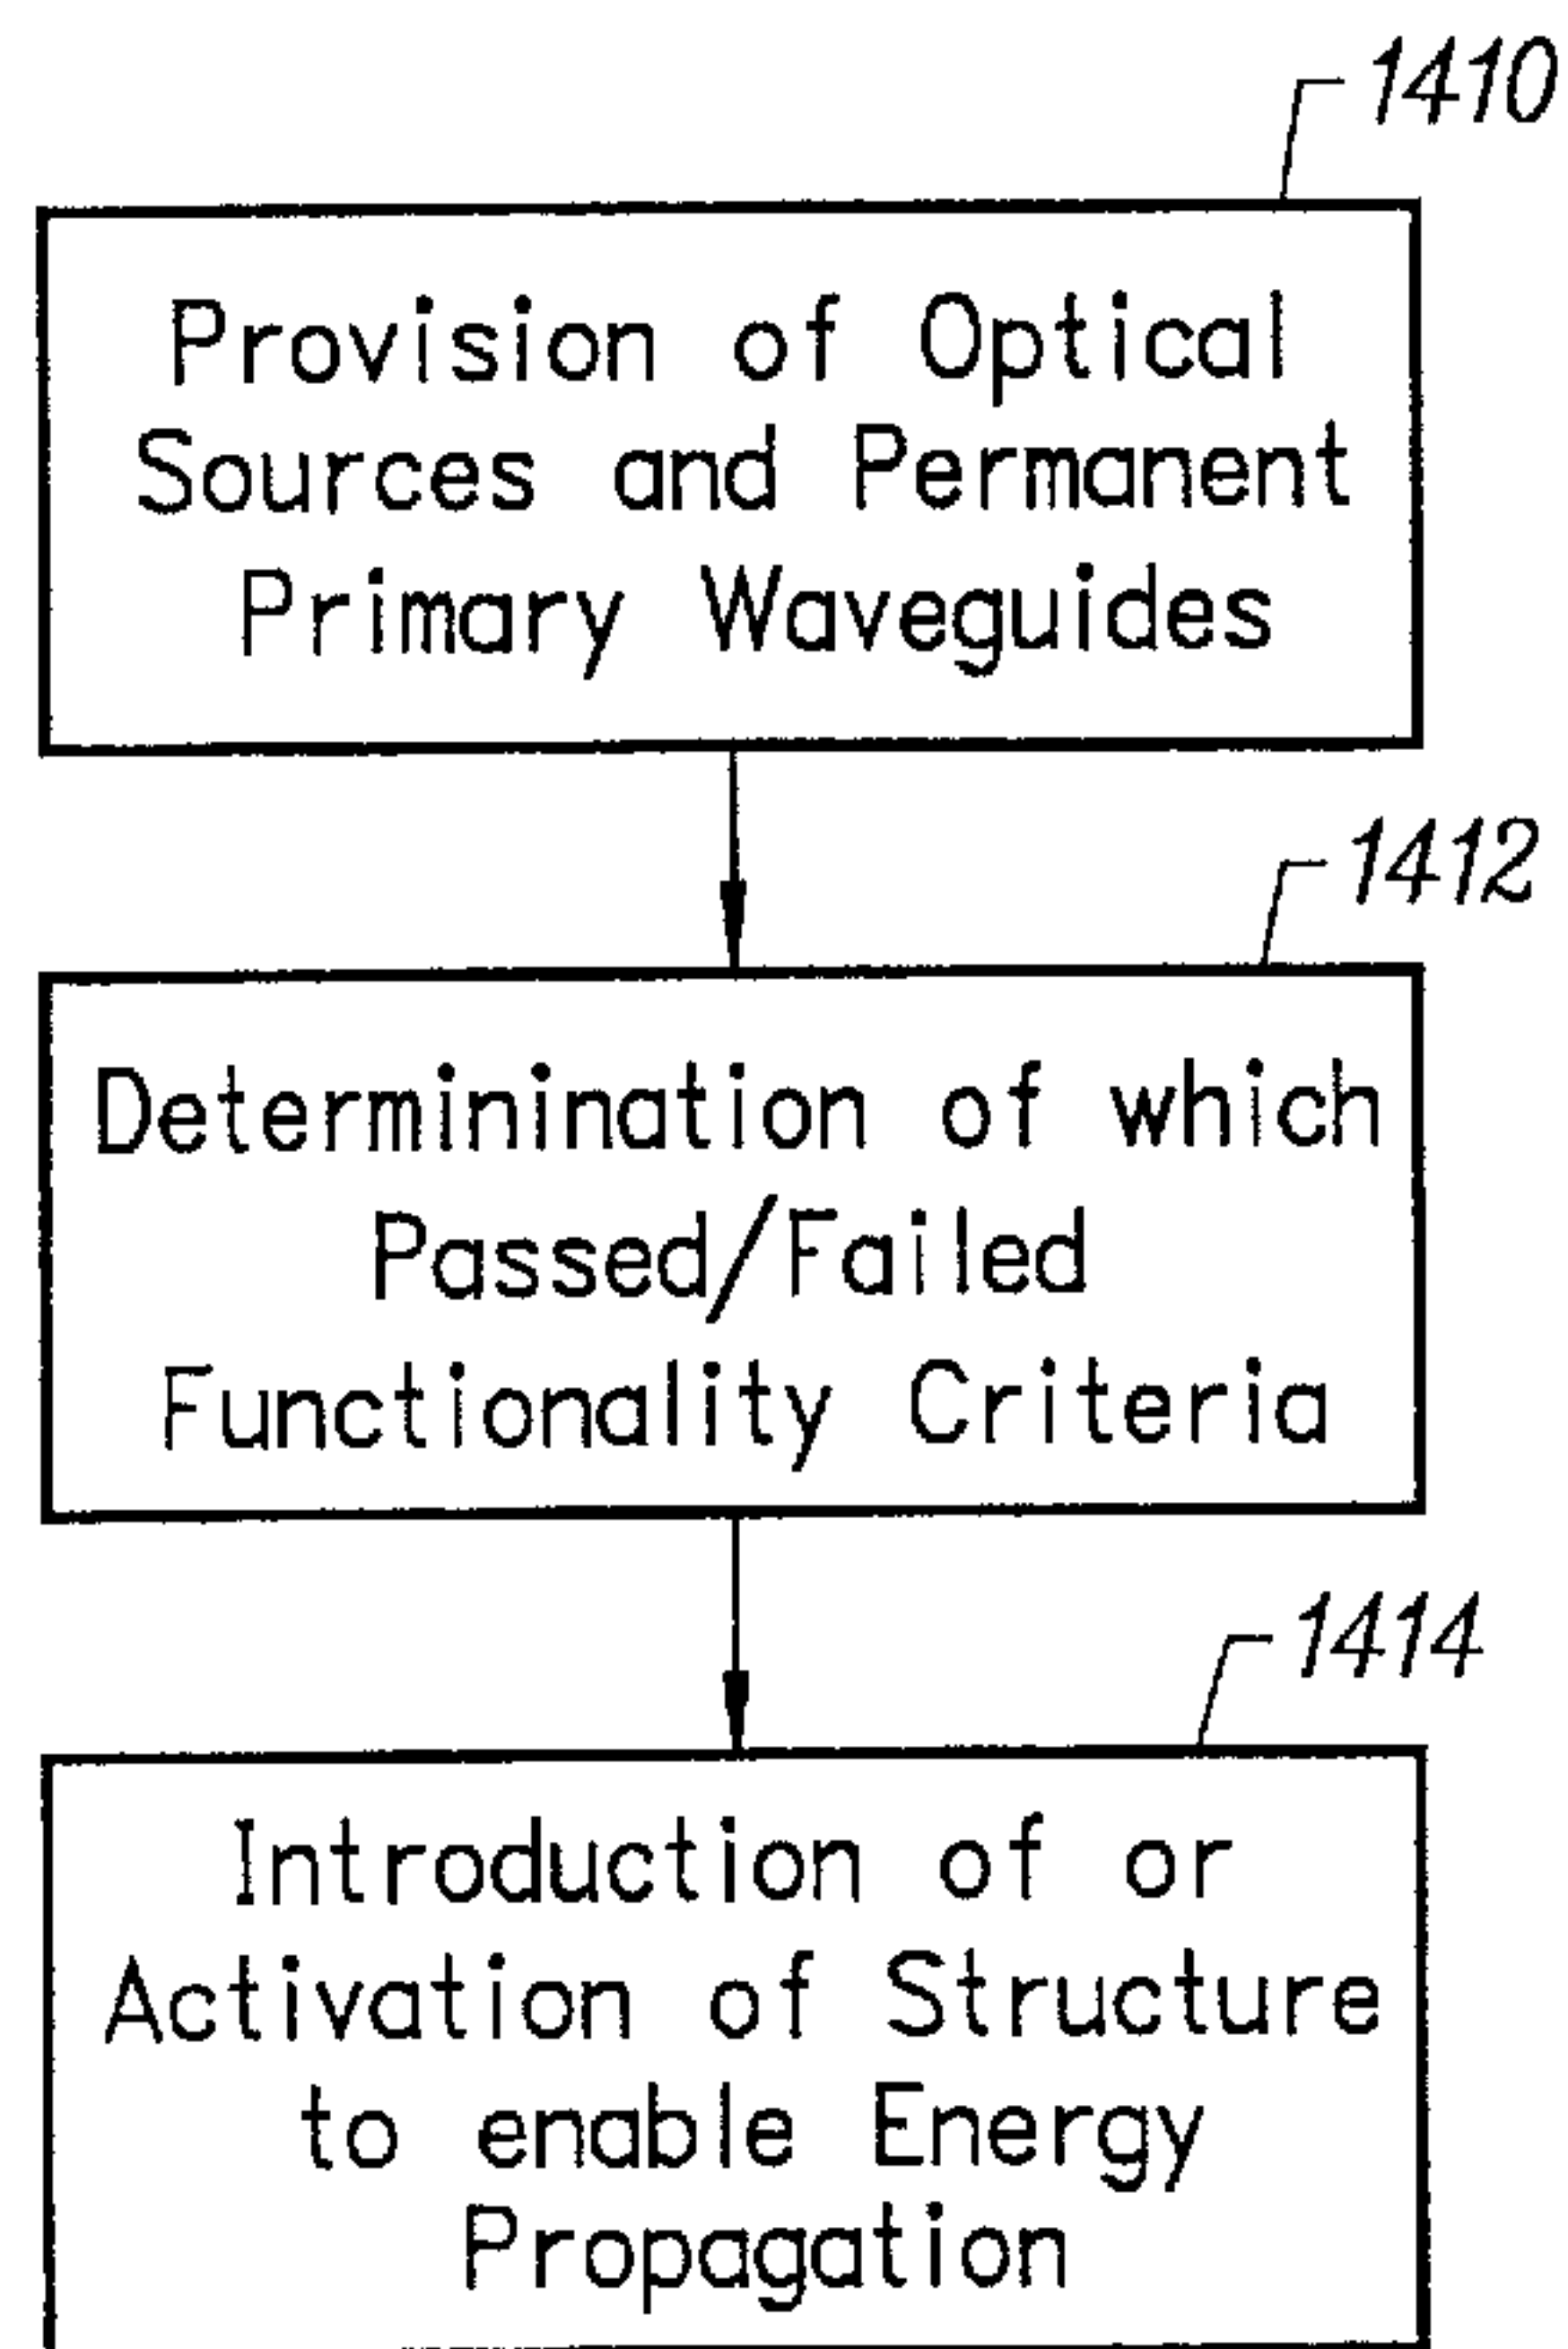 1410
Provision of Optical
Sources and Permanent
Primary Waveguides
1412
Determinination of which
Passed/Failed
Functionality Criteria
1414
Introduction of or
Activation of Structure
to enable Energy
Propagation